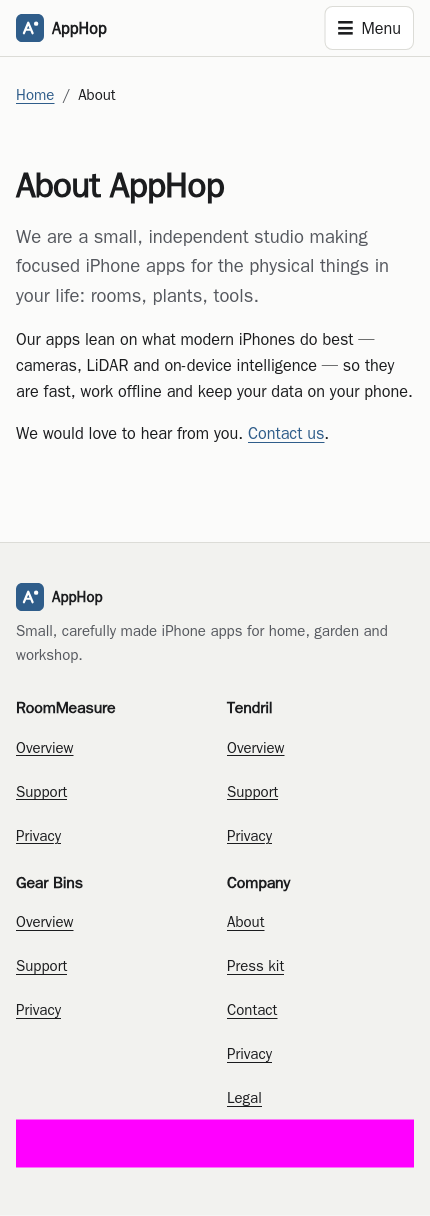 AppHop
☰ Menu
Home / About
About AppHop
We are a small, independent studio making
focused iPhone apps for the physical things in
your life: rooms, plants, tools.
Our apps lean on what modern iPhones do best —
cameras, LiDAR and on-device intelligence — so they
are fast, work offline and keep your data on your phone.
We would love to hear from you. Contact us.
AppHop
Small, carefully made iPhone apps for home, garden and
workshop.
RoomMeasure
Overview
Support
Privacy
Tendril
Overview
Support
Privacy
Gear Bins
Overview
Support
Privacy
Company
About
Press kit
Contact
Privacy
Legal